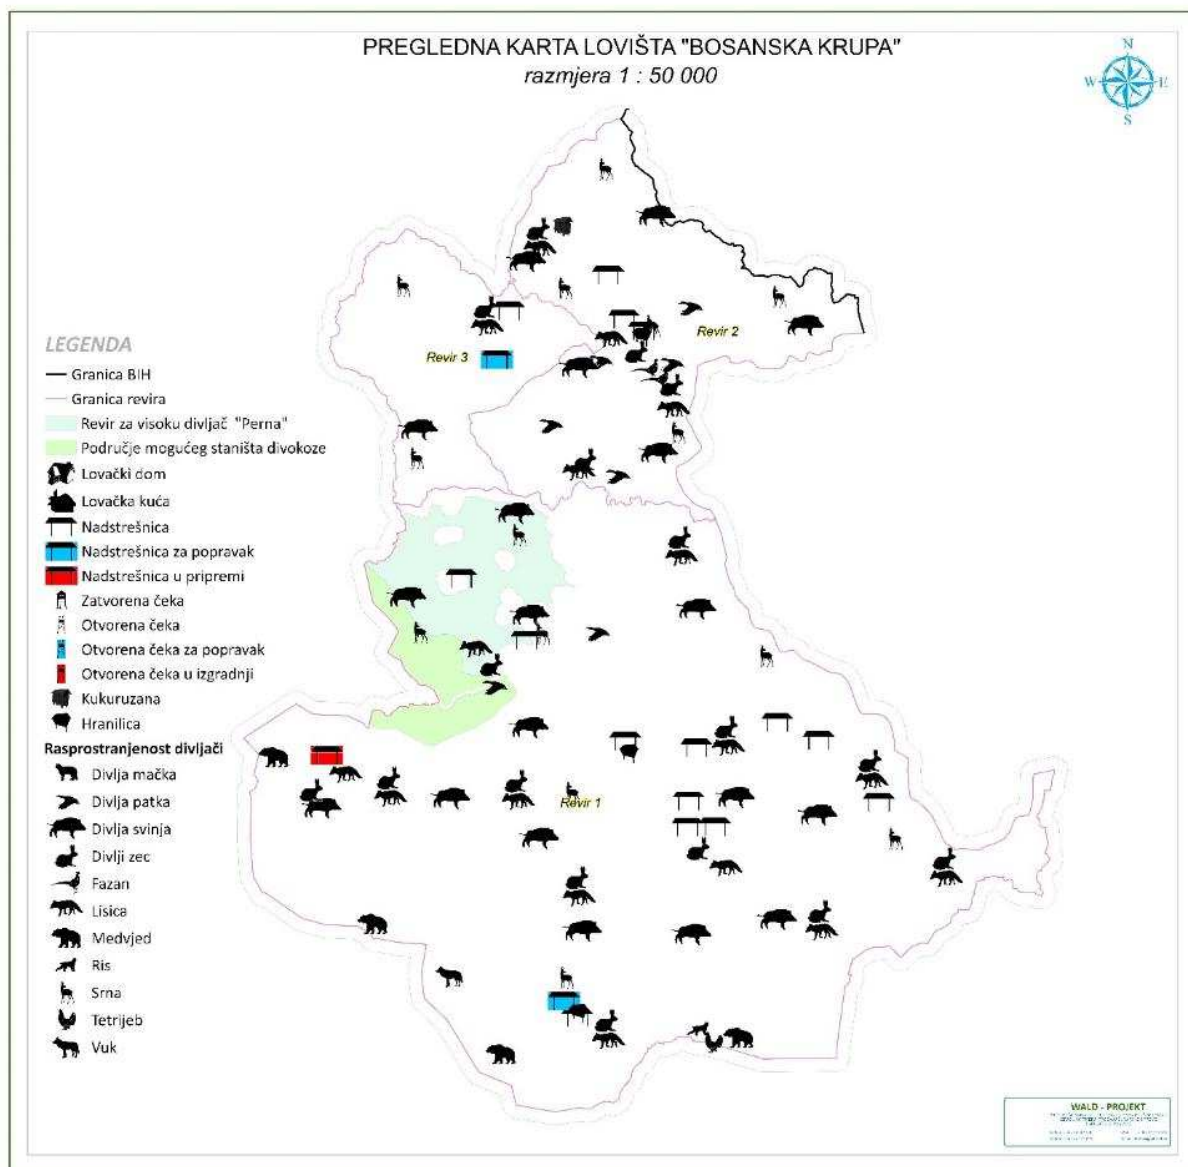 PREGLEDNA KARTA LOVIŠTA "BOSANSKA KRUPA"
razmjera 1 : 50 000
N
W
E
S
Revir 2
Revir 3
Revir 1
LEGENDA
Granica BIH
Granica revira
Revir za visoku divljač "Perna"
Područje mogućeg staništa divokoze
Lovački dom
Lovačka kuća
Nadstrešnica
Nadstrešnica za popravak
Nadstrešnica u pripremi
Zatvorena čeka
Otvorena čeka
Otvorena čeka za popravak
Otvorena čeka u izgradnji
Kukuruzana
Hranilica
Rasprostranjenost divljači
Divlja mačka
Divlja patka
Divlja svinja
Divlji zec
Fazan
Lisica
Medvjed
Ris
Srna
Tetrijeb
Vuk
WALD - PROJEKT